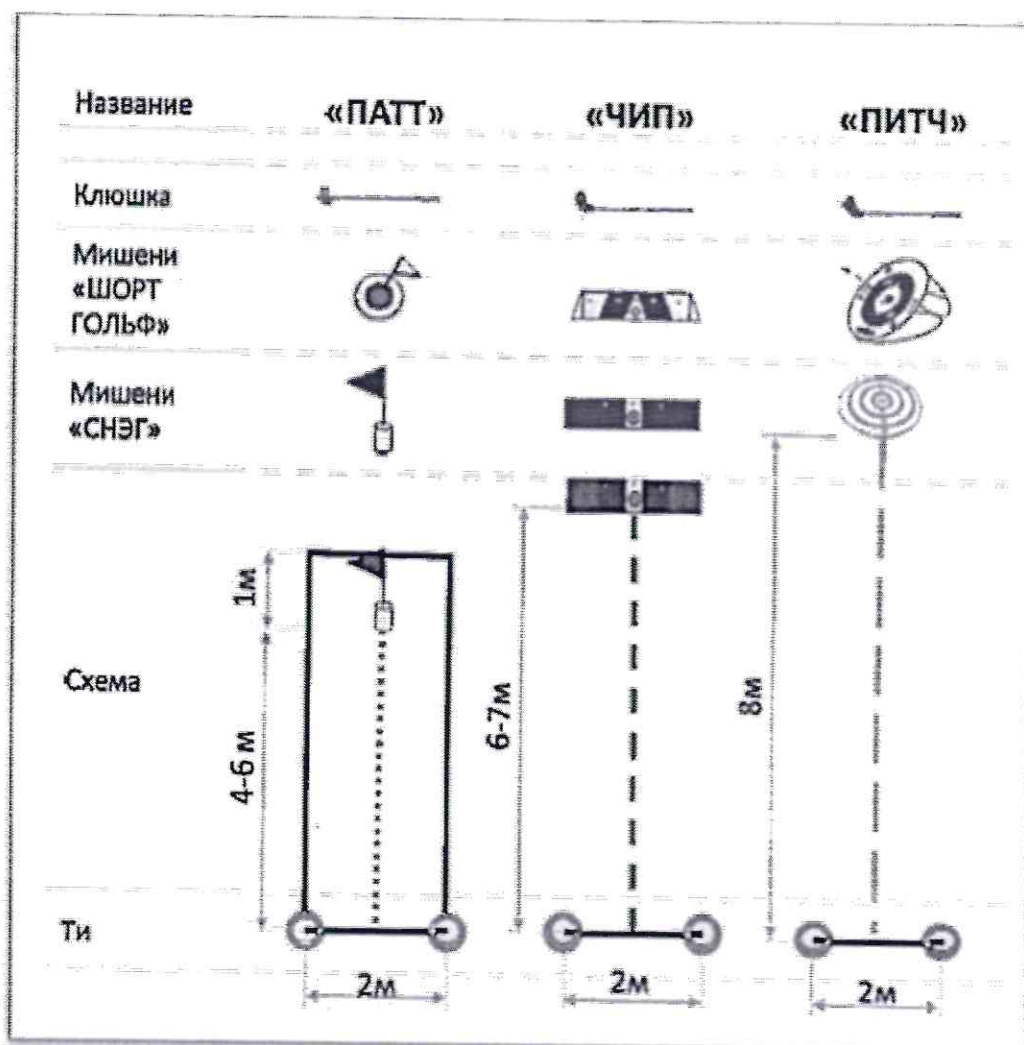 Название «ПАТТ» «ЧИП» «ПИТЧ»
Клюшка
Мишени
«ШОРТ
ГОЛЬФ»
Мишени
«СНЭГ»
Схема
1м
4-6 м
6-7м
8м
Ти
2м 2м 2м